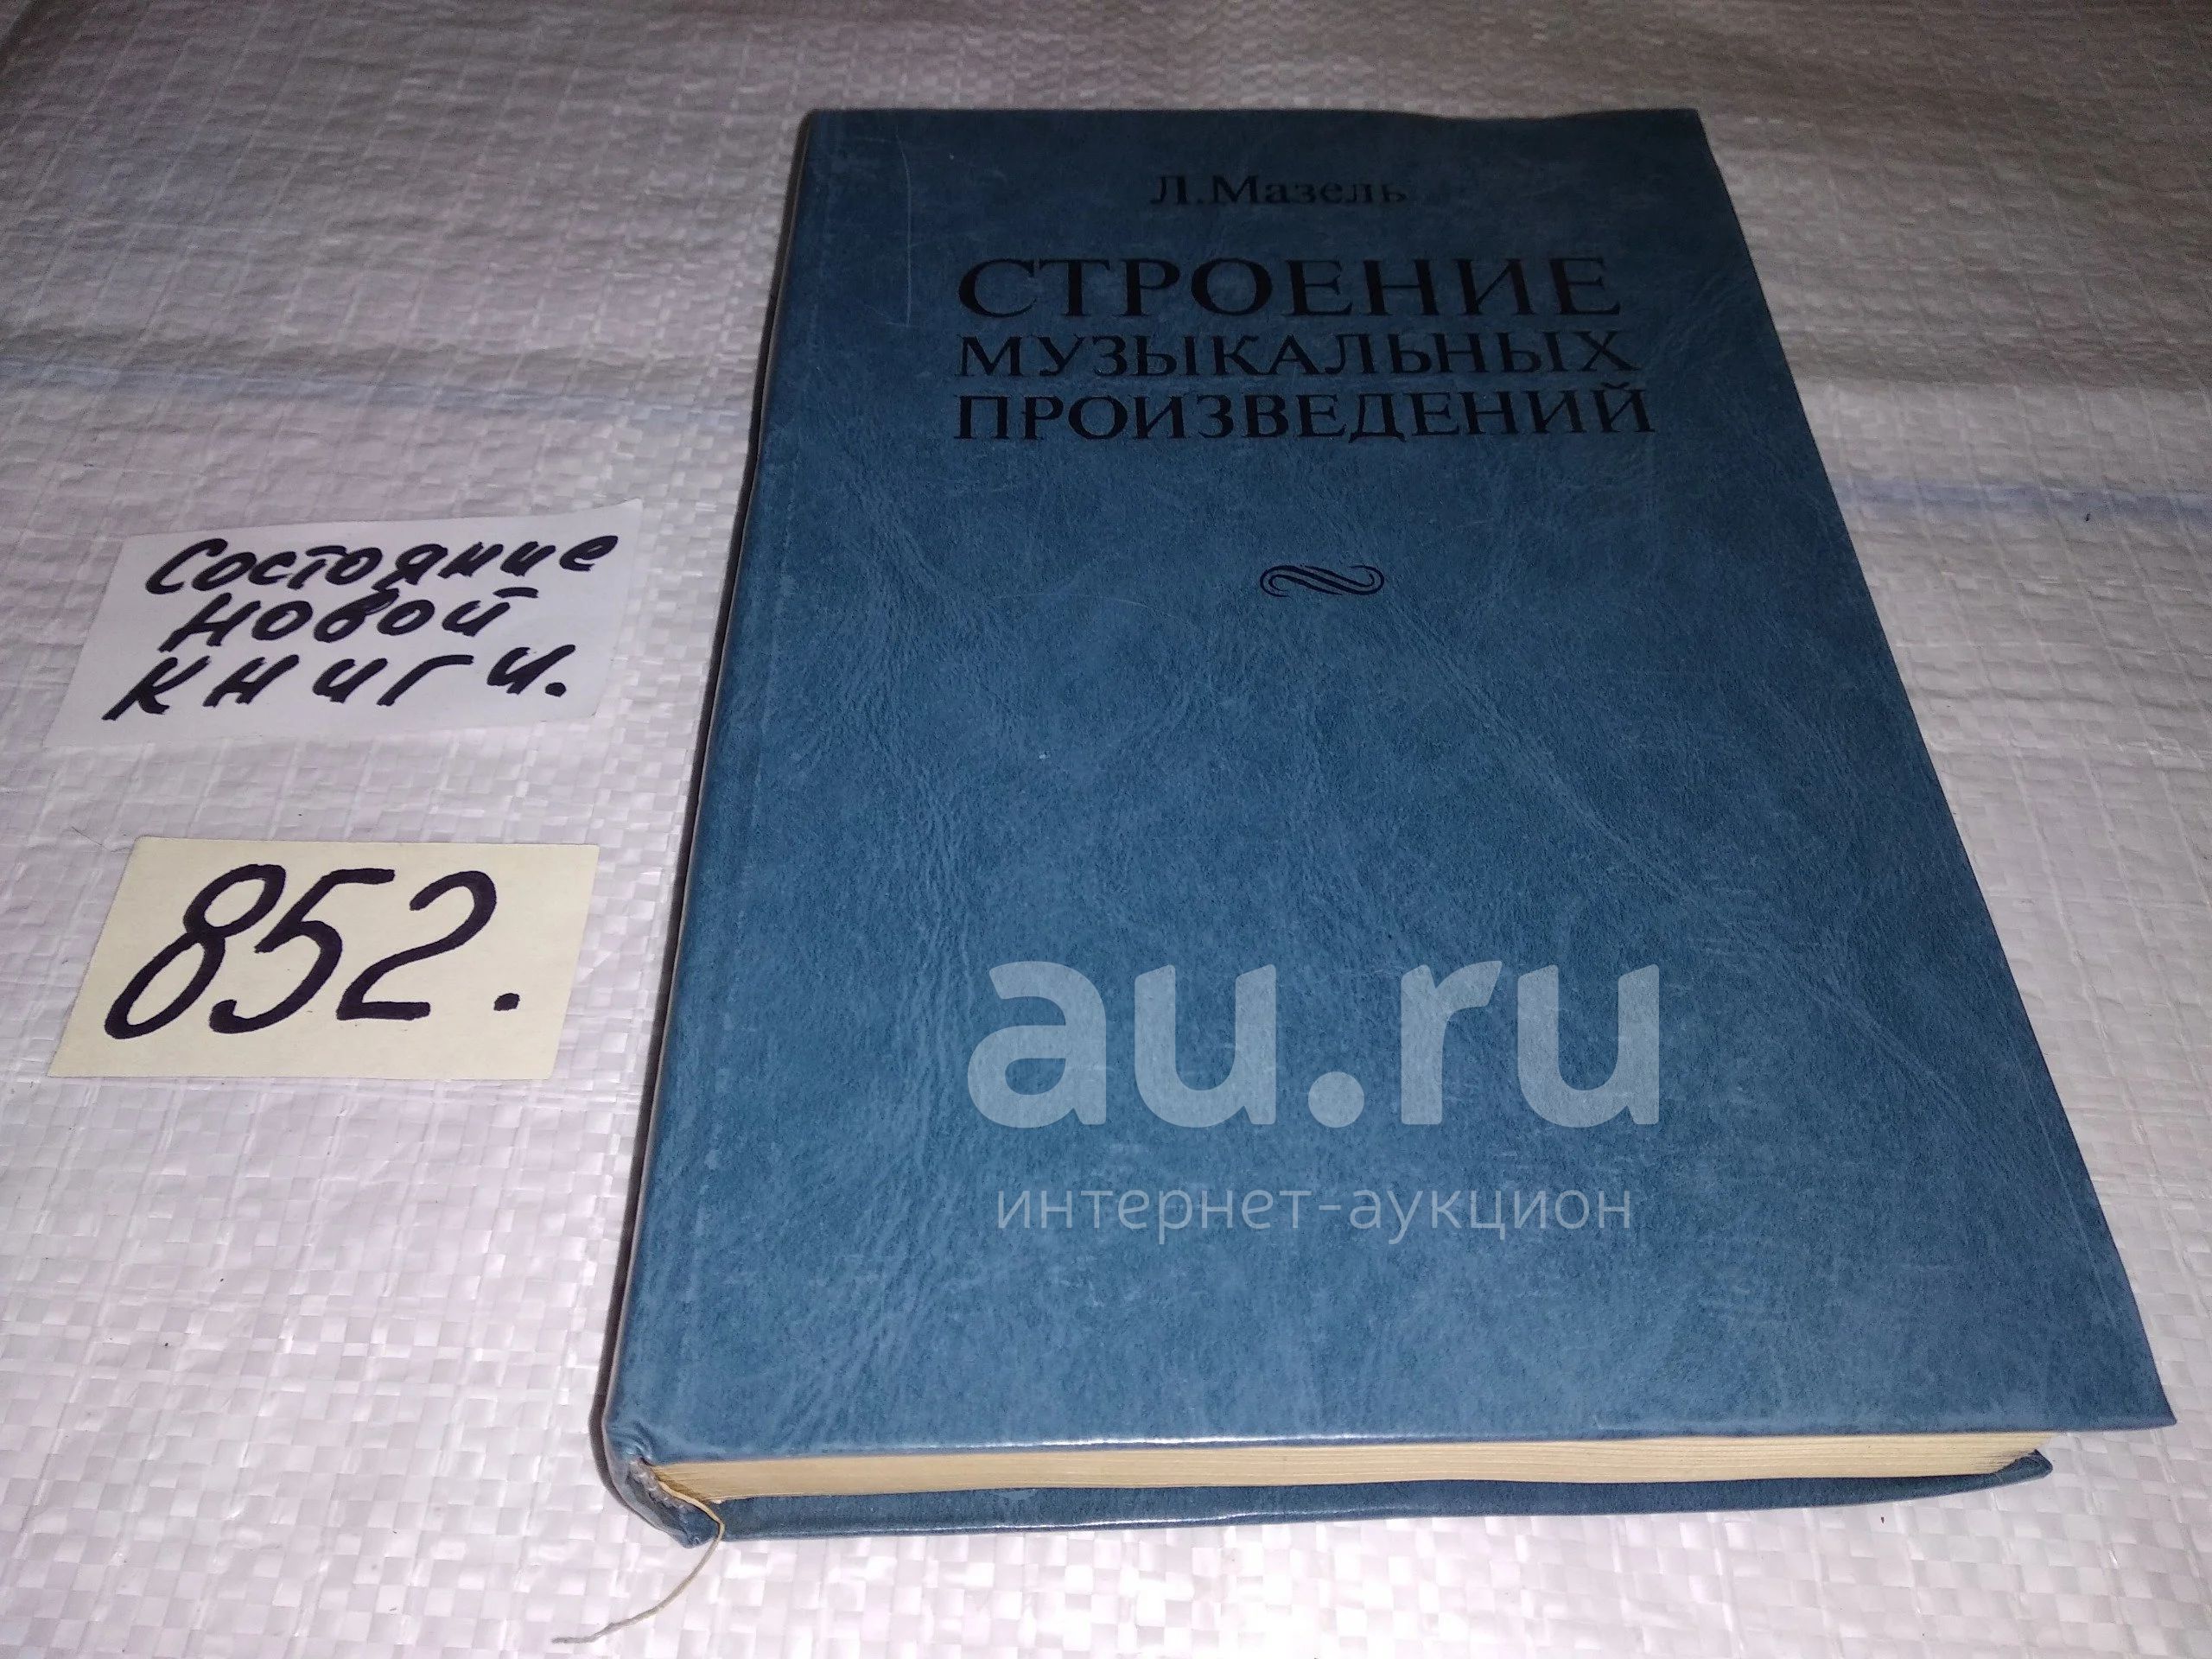 Л.Мазель
СТРОЕНИЕ
МУЗЫКАЛЬНЫХ
ПРОИЗВЕДЕНИЙ
Состояние
новой
книги.
852.
au.ru
интернет-аукцион